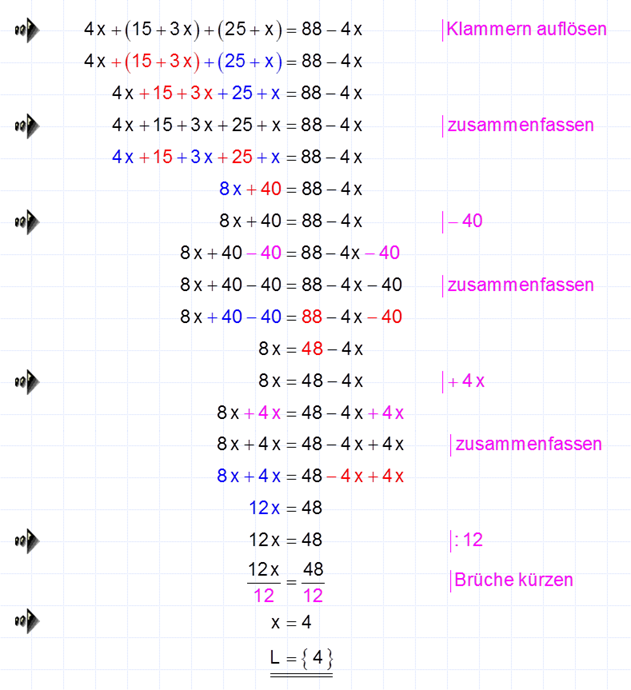 4x + (15 + 3x) + (25 + x) = 88 − 4x |Klammern auflösen
4x + (15 + 3x) + (25 + x) = 88 − 4x
4x + 15 + 3x + 25 + x = 88 − 4x
4x + 15 + 3x + 25 + x = 88 − 4x |zusammenfassen
4x + 15 + 3x + 25 + x = 88 − 4x
8x + 40 = 88 − 4x
8x + 40 = 88 − 4x |− 40
8x + 40 − 40 = 88 − 4x − 40
8x + 40 − 40 = 88 − 4x − 40 |zusammenfassen
8x + 40 − 40 = 88 − 4x − 40
8x = 48 − 4x
8x = 48 − 4x |+ 4x
8x + 4x = 48 − 4x + 4x
8x + 4x = 48 − 4x + 4x |zusammenfassen
8x + 4x = 48 − 4x + 4x
12x = 48
12x = 48 |: 12
12x/12 = 48/12 |Brüche kürzen
x = 4
L = {4}